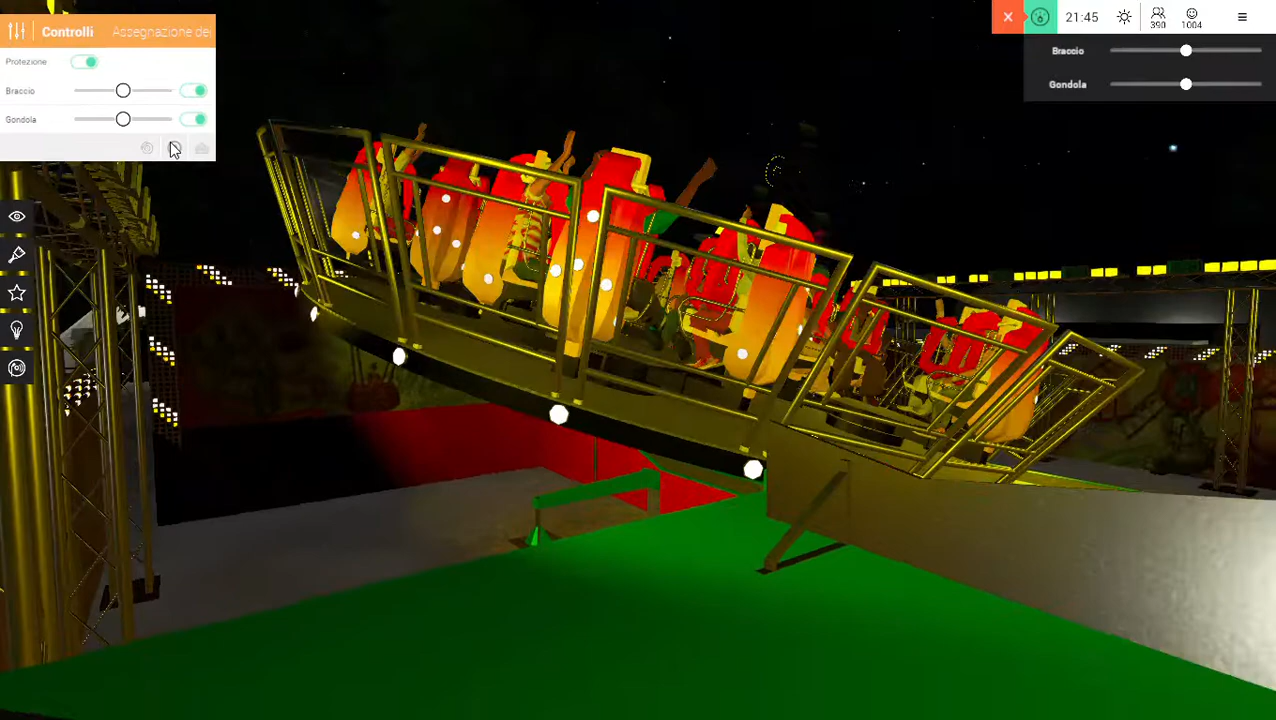 Controlli Assegnazione dei
Protezione
Braccio
Gondola
21:45
390
1004
Braccio
Gondola